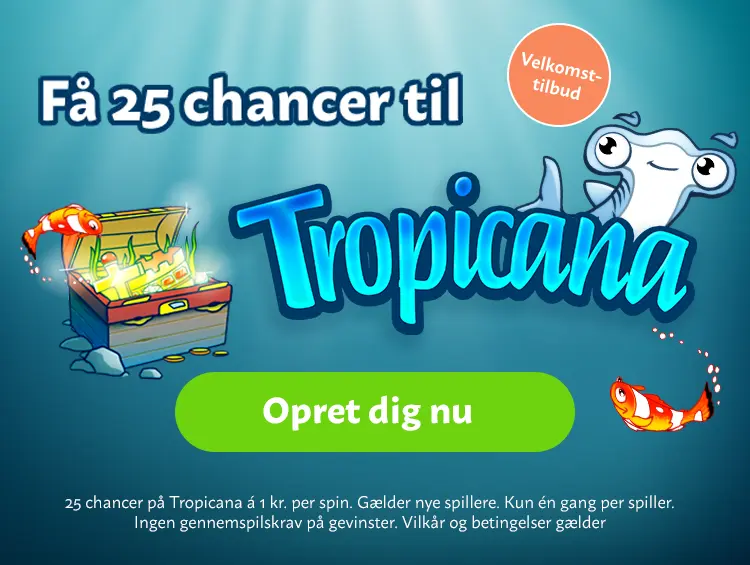 Få 25 chancer til
Velkomst-
tilbud
Tropicana
Opret dig nu
25 chancer på Tropicana á 1 kr. per spin. Gælder nye spillere. Kun én gang per spiller.
Ingen gennemspilskrav på gevinster. Vilkår og betingelser gælder